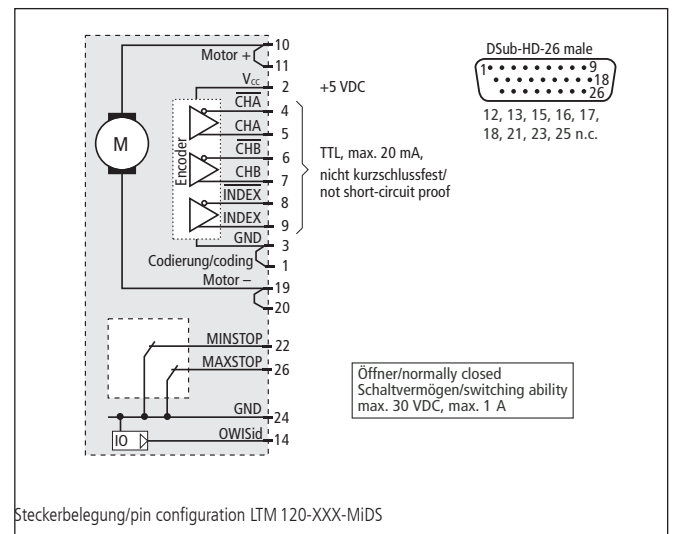 10
Motor +
11
Vcc 2 +5 VDC
CHA 4
CHA 5
CHB 6
CHB 7
INDEX 8
INDEX 9
TTL, max. 20 mA,
nicht kurzschlussfest/
not short-circuit proof
GND 3
Codierung/coding 1
Motor – 19
20
M
Encoder
MINSTOP 22
MAXSTOP 26
GND 24
IO OWISid 14
DSub-HD-26 male
1 9
18
26
12, 13, 15, 16, 17,
18, 21, 23, 25 n.c.
Öffner/normally closed
Schaltvermögen/switching ability
max. 30 VDC, max. 1 A
Steckerbelegung/pin configuration LTM 120-XXX-MiDS